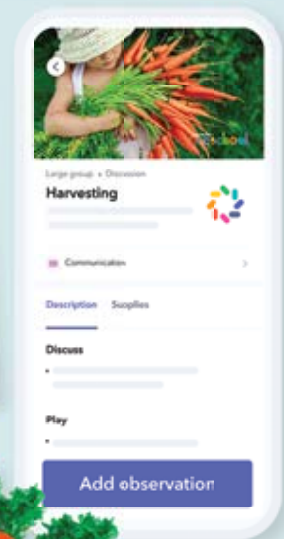 Large group • Discussion
Harvesting
Communication
Description Supplies
Discuss
•
Play
•
Add observation